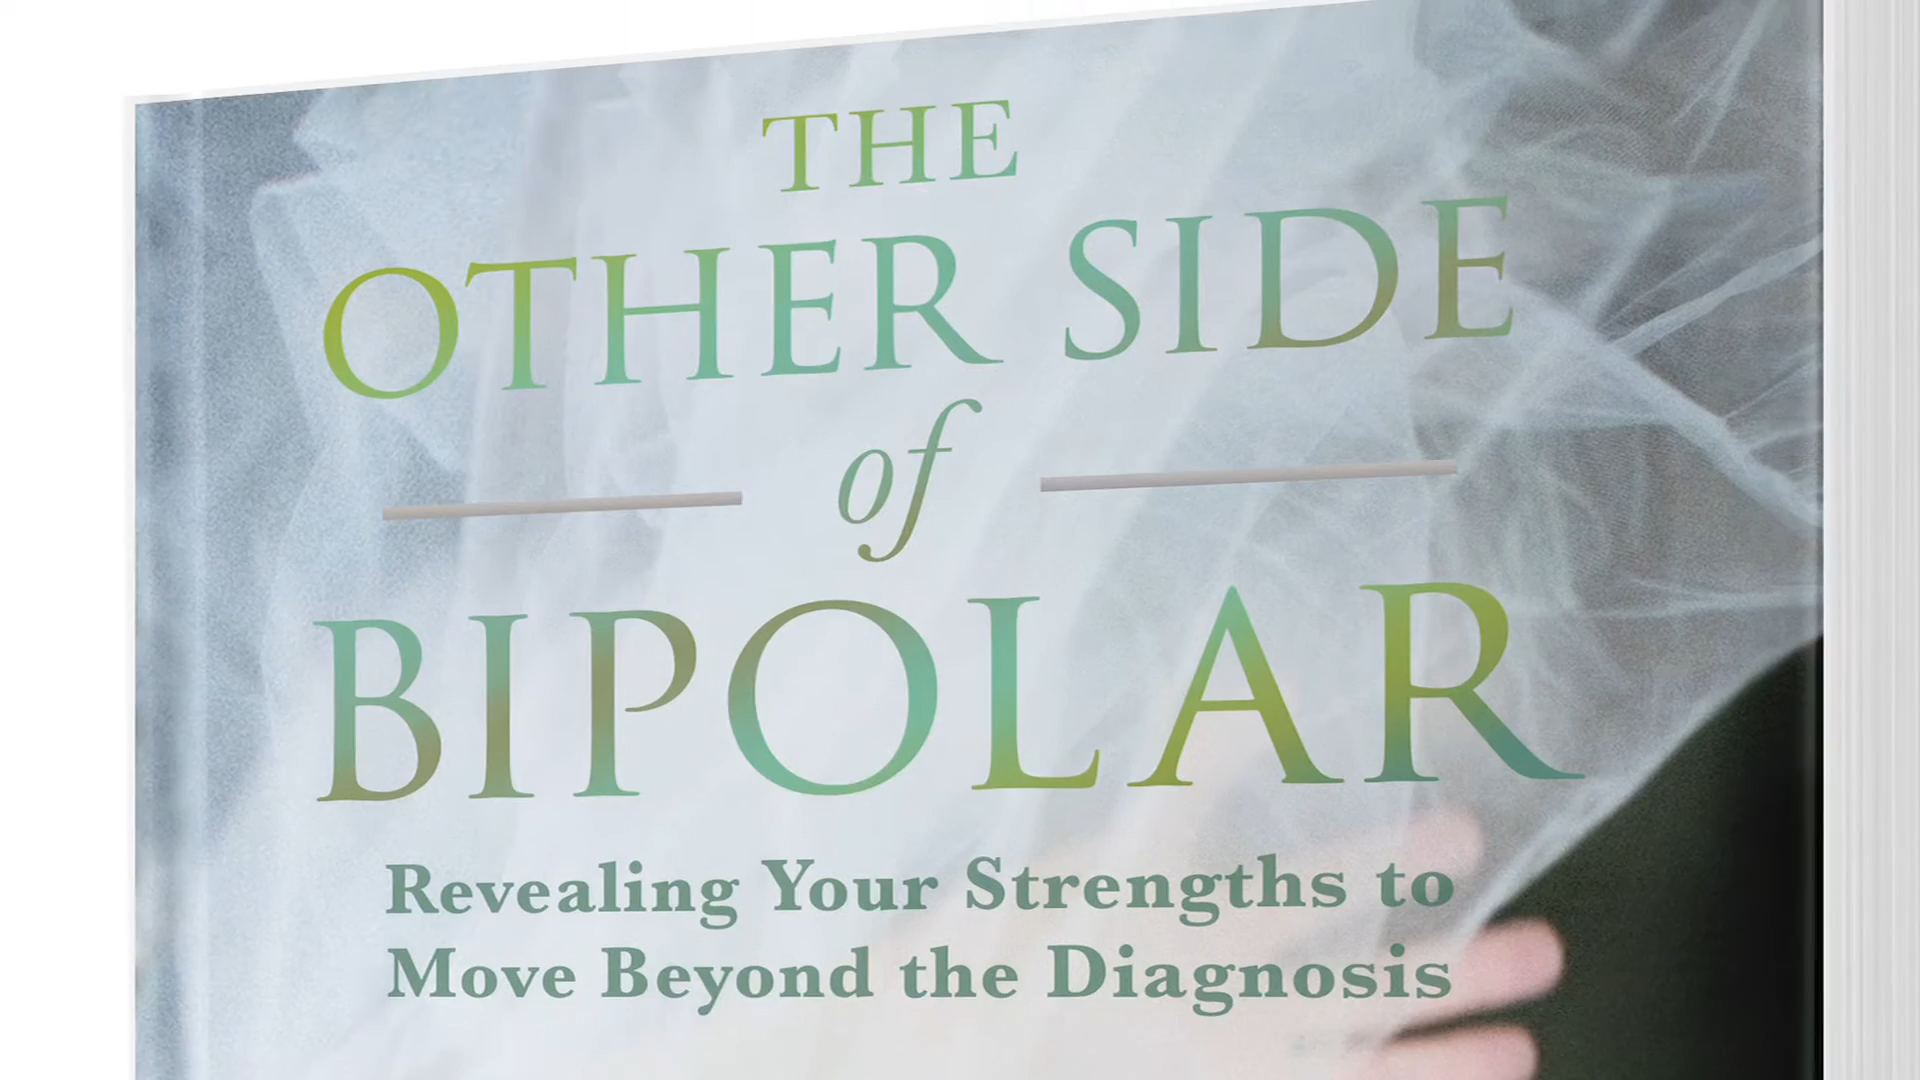 THE
OTHER SIDE
of
BIPOLAR
Revealing Your Strengths to
Move Beyond the Diagnosis